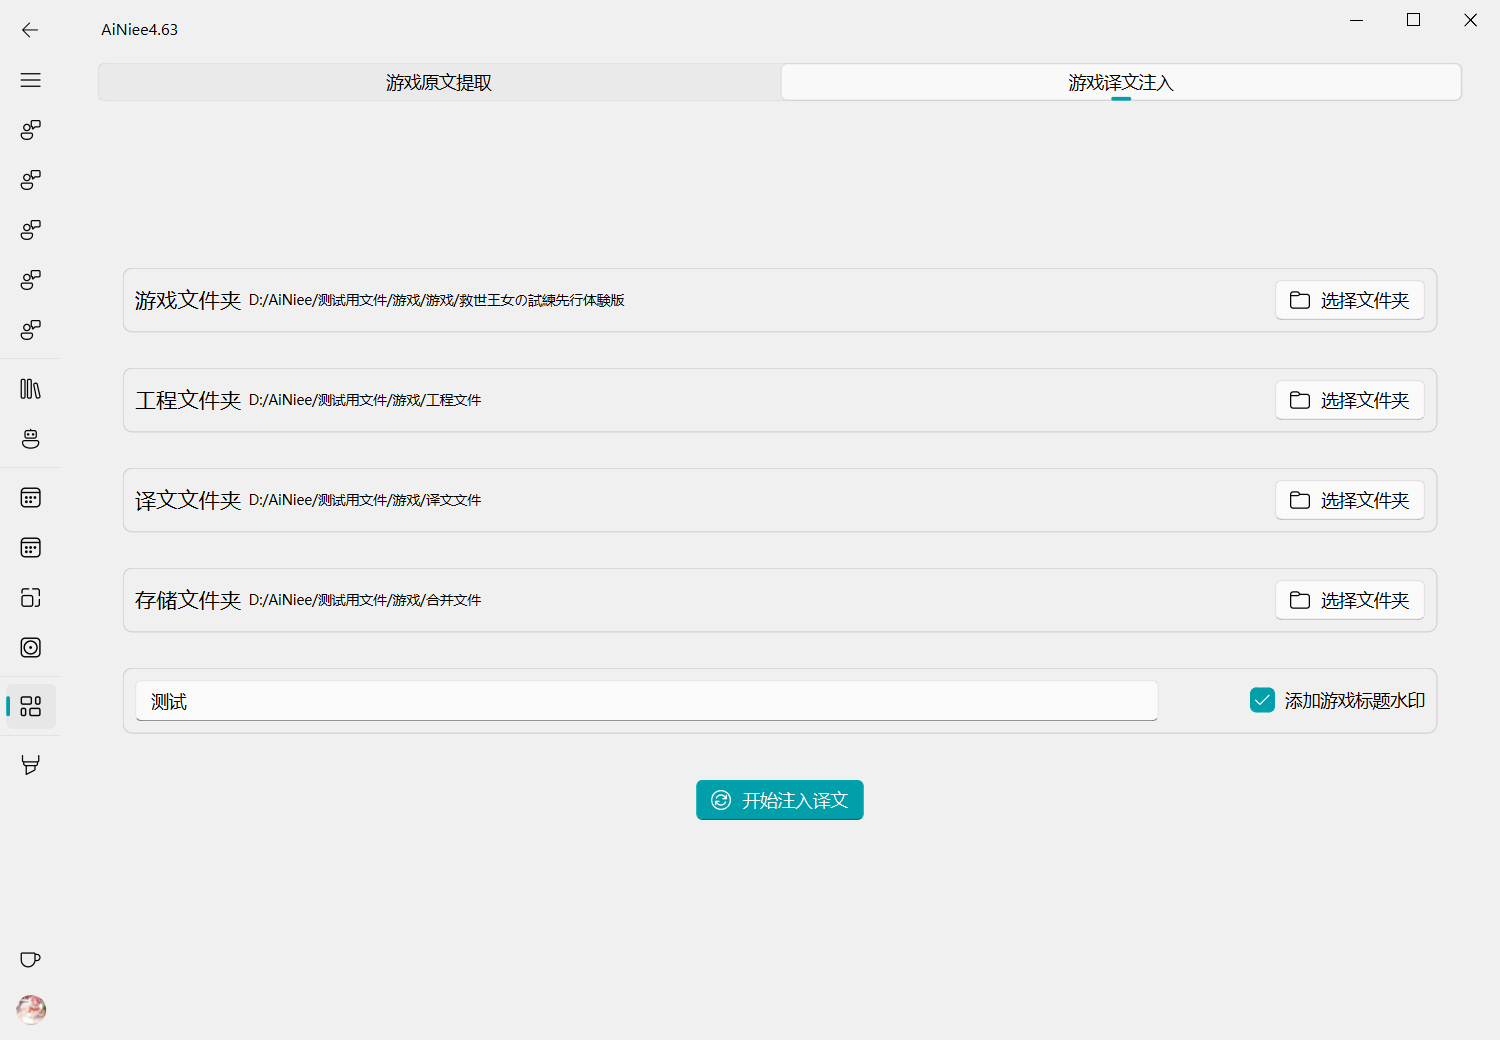 AiNiee4.63
游戏原文提取
游戏译文注入
游戏文件夹 D:/AiNiee/测试用文件/游戏/游戏/救世王女の試練先行体験版
选择文件夹
工程文件夹 D:/AiNiee/测试用文件/游戏/工程文件
选择文件夹
译文文件夹 D:/AiNiee/测试用文件/游戏/译文文件
选择文件夹
存储文件夹 D:/AiNiee/测试用文件/游戏/合并文件
选择文件夹
测试
添加游戏标题水印
开始注入译文